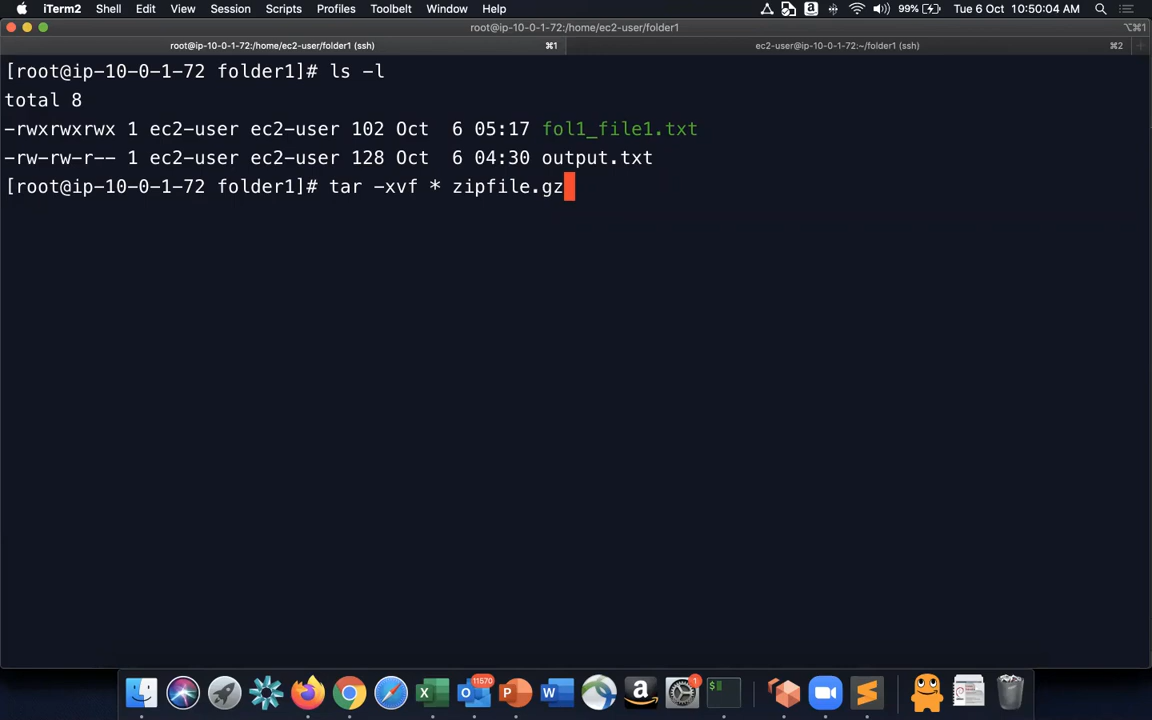 iTerm2 Shell Edit View Session Scripts Profiles Toolbelt Window Help 99% Tue 6 Oct 10:50:04 AM
root@ip-10-0-1-72:/home/ec2-user/folder1 ⌥⌘1
root@ip-10-0-1-72:/home/ec2-user/folder1 (ssh) ⌘1 ec2-user@ip-10-0-1-72:~/folder1 (ssh) ⌘2
[root@ip-10-0-1-72 folder1]# ls -l
total 8
-rwxrwxrwx 1 ec2-user ec2-user 102 Oct  6 05:17 fol1_file1.txt
-rw-rw-r-- 1 ec2-user ec2-user 128 Oct  6 04:30 output.txt
[root@ip-10-0-1-72 folder1]# tar -xvf * zipfile.gz
11570
1